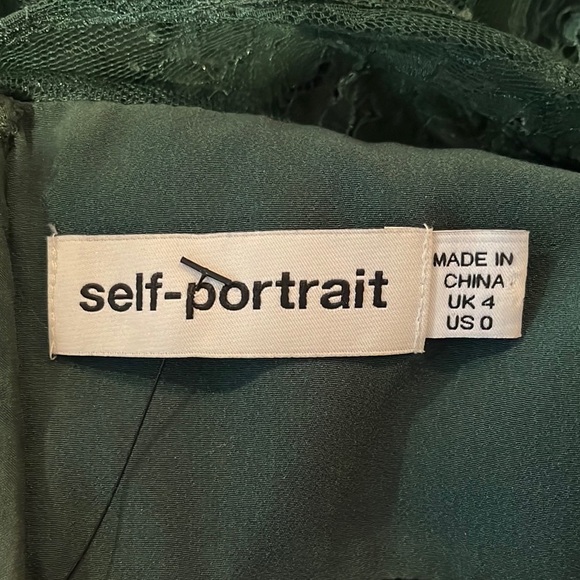 self-portrait
MADE IN
CHINA
UK 4
US 0